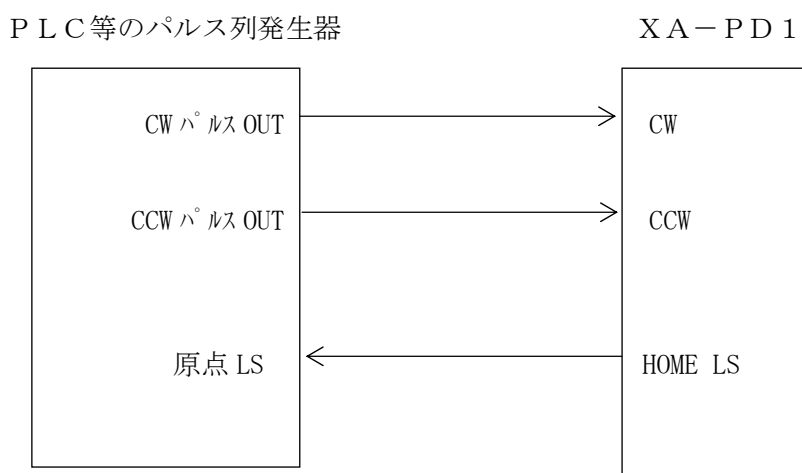 ＰＬＣ等のパルス列発生器
ＸＡ－ＰＤ１
CW ﾊﾟﾙｽ OUT
CW
CCW ﾊﾟﾙｽ OUT
CCW
原点 LS
HOME LS